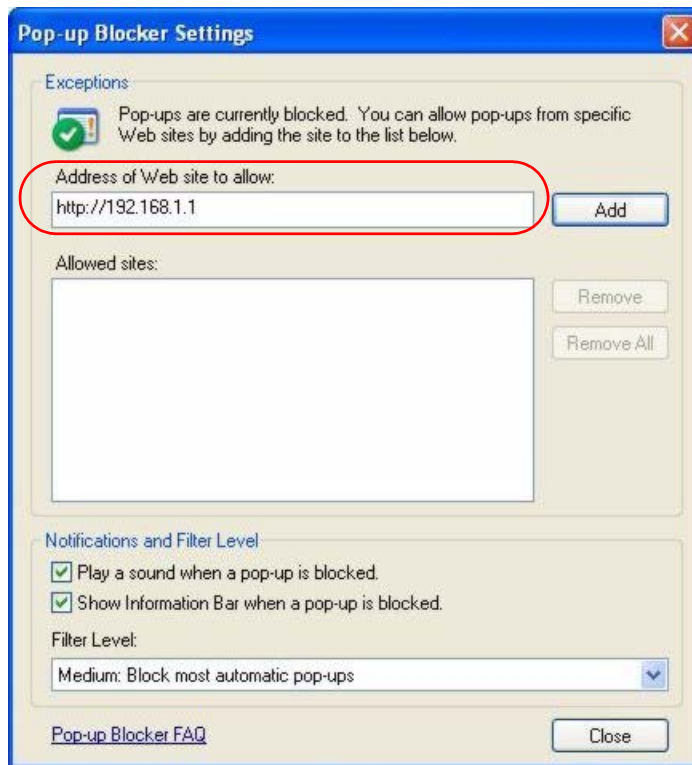 Pop-up Blocker Settings
Exceptions
Pop-ups are currently blocked. You can allow pop-ups from specific
Web sites by adding the site to the list below.
Address of Web site to allow:
http://192.168.1.1
Add
Allowed sites:
Remove
Remove All
Notifications and Filter Level
Play a sound when a pop-up is blocked.
Show Information Bar when a pop-up is blocked.
Filter Level:
Medium: Block most automatic pop-ups
Pop-up Blocker FAQ
Close